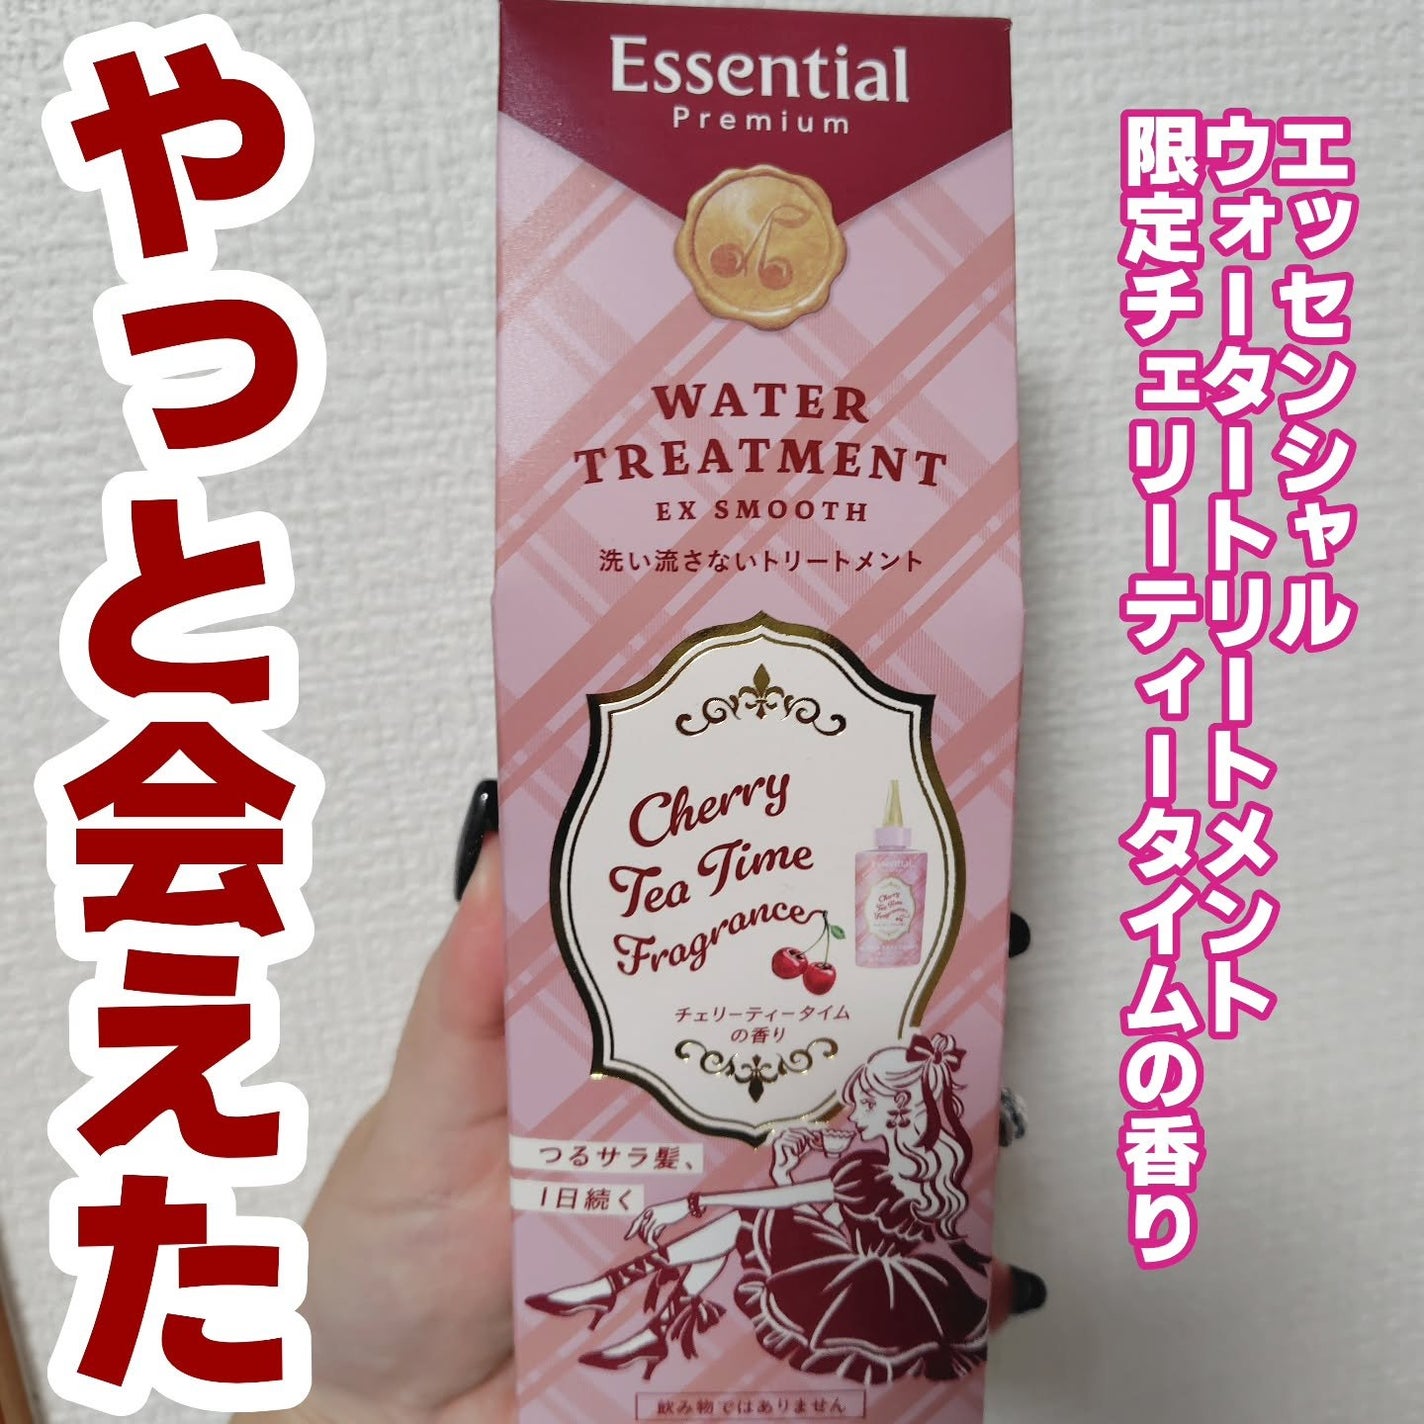 やっと会えた
エッセンシャル
ウォータートリートメント
限定チェリーティータイムの香り
Essential
Premium
WATER
TREATMENT
EX SMOOTH
洗い流さないトリートメント
Cherry
Tea Time
Fragrance
チェリーティータイム
の香り
Essential
Cherry
Tea Time
Fragrance
つるサラ髪、
1日続く
飲み物ではありません